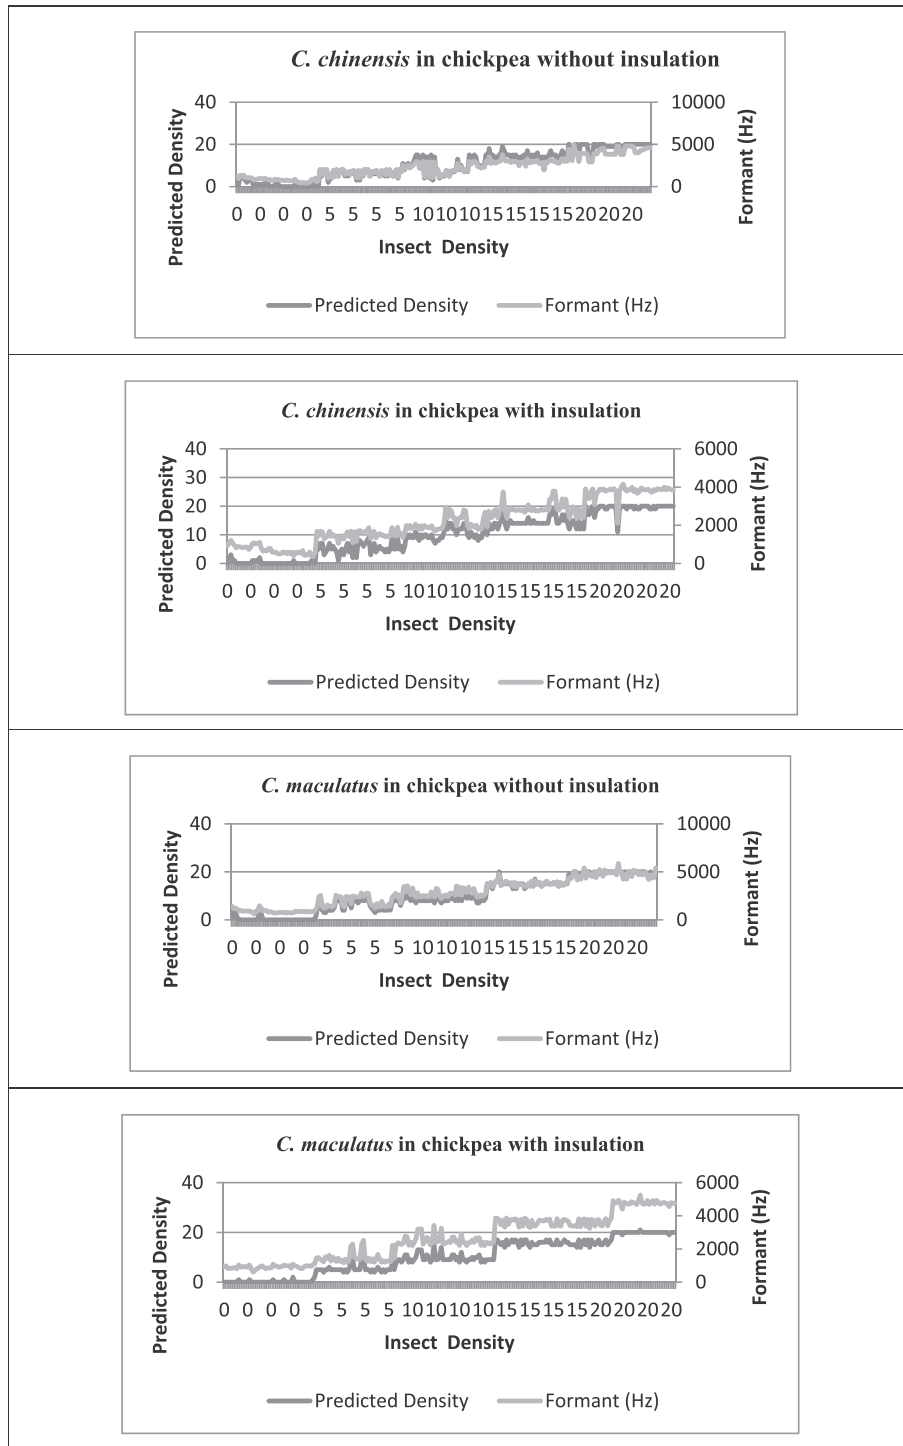 C. chinensis in chickpea without insulation
40 10000
20 5000
0 0
Predicted Density
Formant (Hz)
0 0 0 0 5 5 5 5 10 10 10 15 15 15 15 20 20 20
Insect Density
Predicted Density Formant (Hz)
C. chinensis in chickpea with insulation
40 6000
30
20 4000
10 2000
0 0
Predicted Density
Formant (Hz)
0 0 0 0 5 5 5 5 10 10 10 10 15 15 15 15 20 20 20 20
Insect Density
Predicted Density Formant (Hz)
C. maculatus in chickpea without insulation
40 10000
20 5000
0 0
Predicted Density
Formant (Hz)
0 0 0 0 5 5 5 5 10 10 10 10 15 15 15 15 20 20 20
Insect Density
Predicted Density Formant (Hz)
C. maculatus in chickpea with insulation
40 6000
4000
20
2000
0 0
Predicted Density
Formant (Hz)
0 0 0 0 5 5 5 5 10 10 10 10 15 15 15 15 20 20 20 20
Insect Density
Predicted Density Formant (Hz)